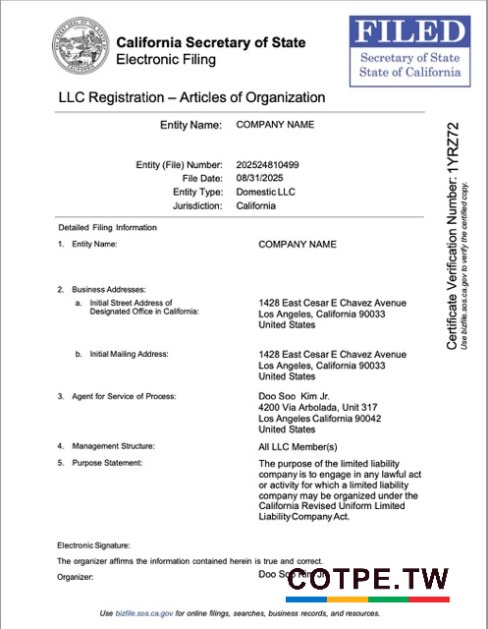 California Secretary of State
Electronic Filing
FILED
Secretary of State
State of California
LLC Registration – Articles of Organization
Entity Name: COMPANY NAME
Entity (File) Number: 202524810499
File Date: 08/31/2025
Entity Type: Domestic LLC
Jurisdiction: California
Detailed Filing Information
1. Entity Name: COMPANY NAME
2. Business Addresses:
a. Initial Street Address of Designated Office in California: 1428 East Cesar E Chavez Avenue
Los Angeles, California 90033
United States
b. Initial Mailing Address: 1428 East Cesar E Chavez Avenue
Los Angeles, California 90033
United States
3. Agent for Service of Process: Doo Soo Kim Jr.
4200 Via Arbolada, Unit 317
Los Angeles California 90042
United States
4. Management Structure: All LLC Member(s)
5. Purpose Statement: The purpose of the limited liability
company is to engage in any lawful act
or activity for which a limited liability
company may be organized under the
California Revised Uniform Limited
LiabilityCompanyAct.
Electronic Signature:
The organizer affirms the information contained herein is true and correct.
Organizer: Doo Soo Kim Jr.
COTPE.TW
Use bizfile.sos.ca.gov for online filings, searches, business records, and resources.
Certificate Verification Number: 1YRZ72
Use bizfile.sos.ca.gov to verify the certified copy.